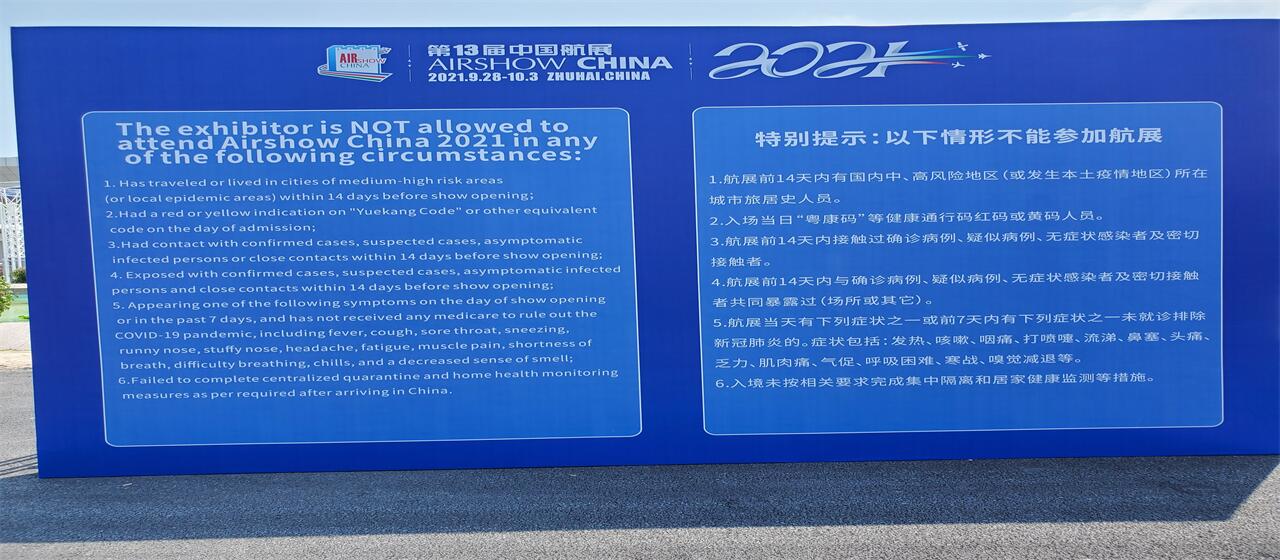 AIRSHOW
CHINA
第13届中国航展
AIRSHOW CHINA
2021.9.28-10.3 ZHUHAI.CHINA
2021
The exhibitor is NOT allowed to
attend Airshow China 2021 in any
of the following circumstances:
1. Has traveled or lived in cities of medium-high risk areas
(or local epidemic areas) within 14 days before show opening;
2.Had a red or yellow indication on "Yuekang Code" or other equivalent
code on the day of admission;
3.Had contact with confirmed cases, suspected cases, asymptomatic
infected persons or close contacts within 14 days before show opening;
4. Exposed with confirmed cases, suspected cases, asymptomatic infected
persons and close contacts within 14 days before show opening;
5. Appearing one of the following symptoms on the day of show opening
or in the past 7 days, and has not received any medicare to rule out the
COVID-19 pandemic, including fever, cough, sore throat, sneezing,
runny nose, stuffy nose, headache, fatigue, muscle pain, shortness of
breath, difficulty breathing, chills, and a decreased sense of smell;
6.Failed to complete centralized quarantine and home health monitoring
measures as per required after arriving in China.
特别提示：以下情形不能参加航展
1.航展前14天内有国内中、高风险地区（或发生本土疫情地区）所在
城市旅居史人员。
2.入场当日“粤康码”等健康通行码红码或黄码人员。
3.航展前14天内接触过确诊病例、疑似病例、无症状感染者及密切
接触者。
4.航展前14天内与确诊病例、疑似病例、无症状感染者及密切接触
者共同暴露过（场所或其它）。
5.航展当天有下列症状之一或前7天内有下列症状之一未就诊排除
新冠肺炎的。症状包括：发热、咳嗽、咽痛、打喷嚏、流涕、鼻塞、头痛、
乏力、肌肉痛、气促、呼吸困难、寒战、嗅觉减退等。
6.入境未按相关要求完成集中隔离和居家健康监测等措施。